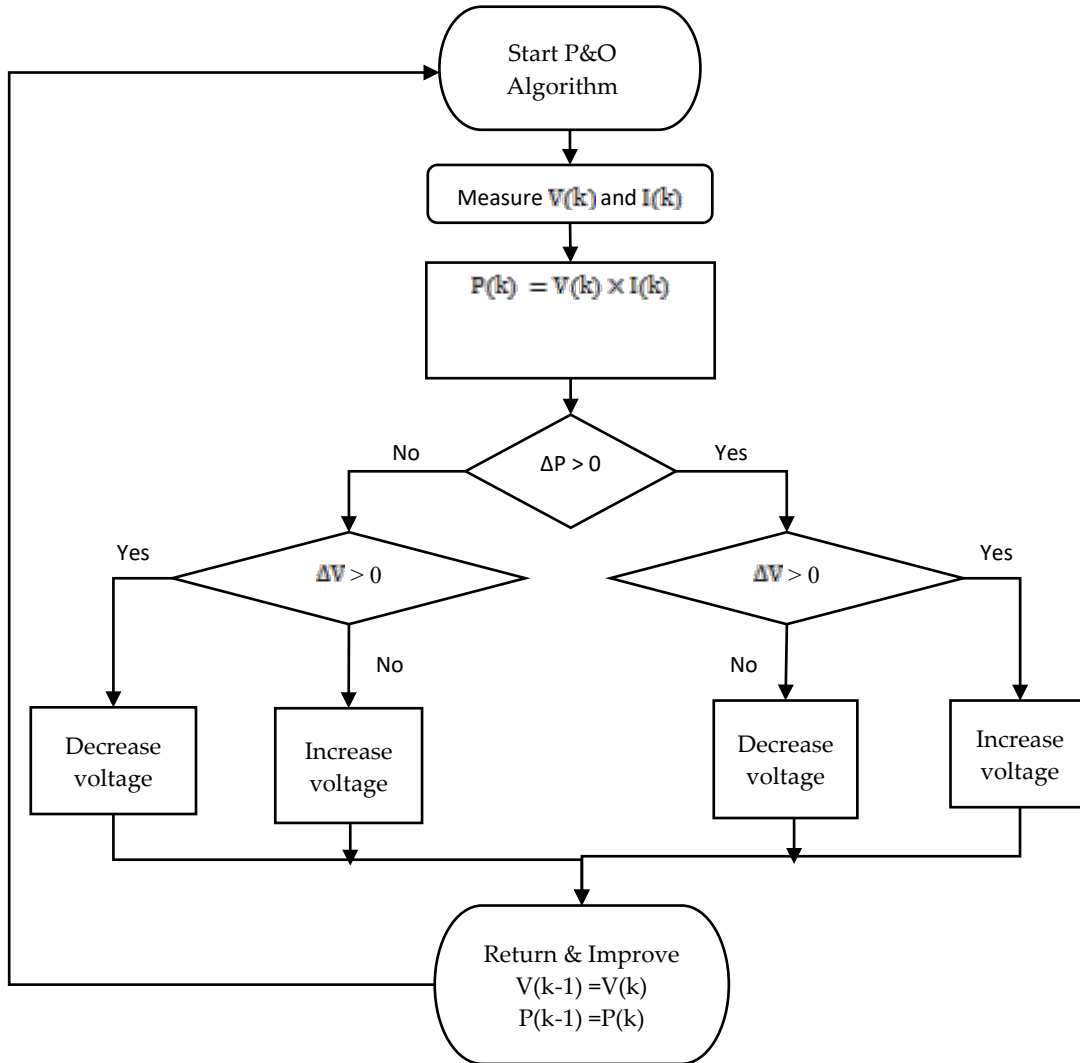 Start P&O
Algorithm
Measure V(k) and I(k)
P(k) = V(k) × I(k)
No
ΔP > 0
Yes
Yes
ΔV > 0
ΔV > 0
Yes
No
No
Decrease
voltage
Increase
voltage
Decrease
voltage
Increase
voltage
Return & Improve
V(k-1) =V(k)
P(k-1) =P(k)